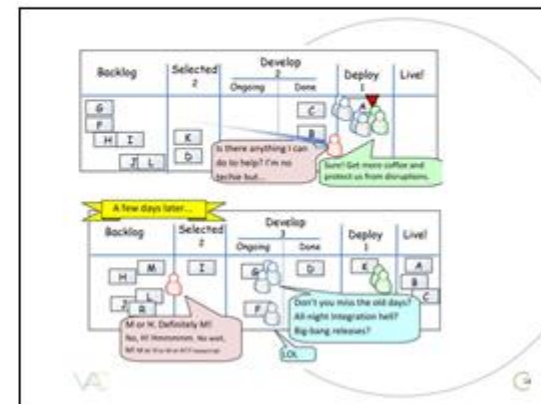 Backlog
Selected
2
Develop
2
Ongoing
Done
Deploy
1
Live!
G
F
H I
J L
K
D
C
B
A
Is there anything I can
do to help? I'm no
techie but...
Sure! Get more coffee and
protect us from disruptions.
A few days later...
Backlog
Selected
2
Develop
3
Ongoing
Done
Deploy
1
Live!
H
M
J
L
R
I
G
F
D
K
A
B
C
M or H. Definitely M!
No, H! Hmmmmm. No wait,
Don't you miss the old days?
All-night integration hell?
Big-bang releases?
LOL